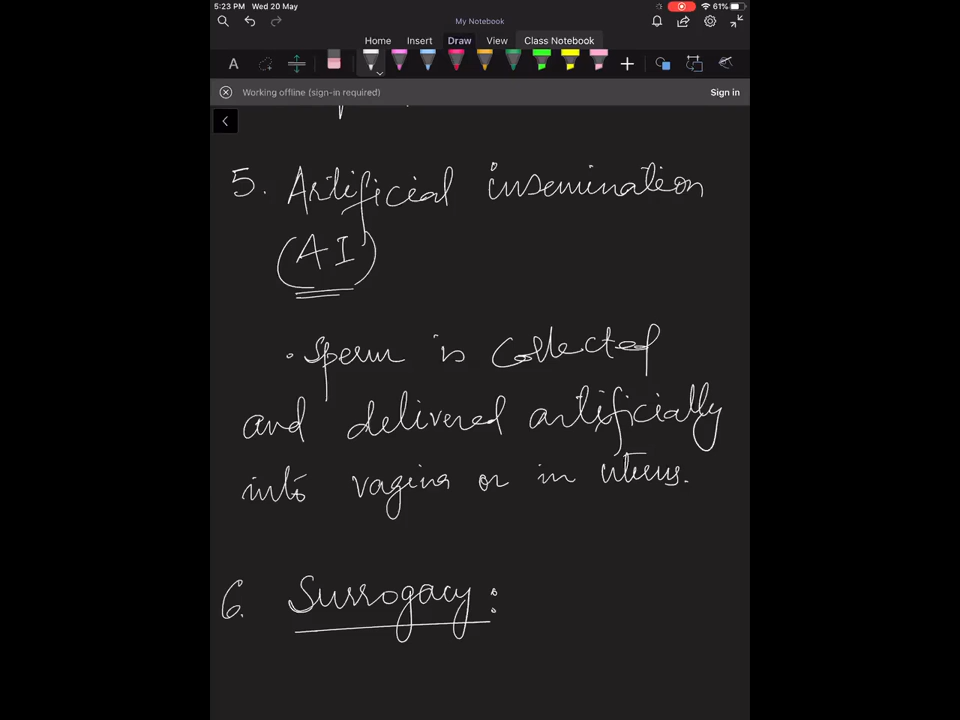 5:23 PM Wed 20 May
61%
My Notebook
Home Insert Draw View Class Notebook
A
Working offline (sign-in required) Sign in
5. Artificial insemination
(AI)
• Sperm is collected
and delivered artificially
into vagina or in uterus.
6. Surrogacy: